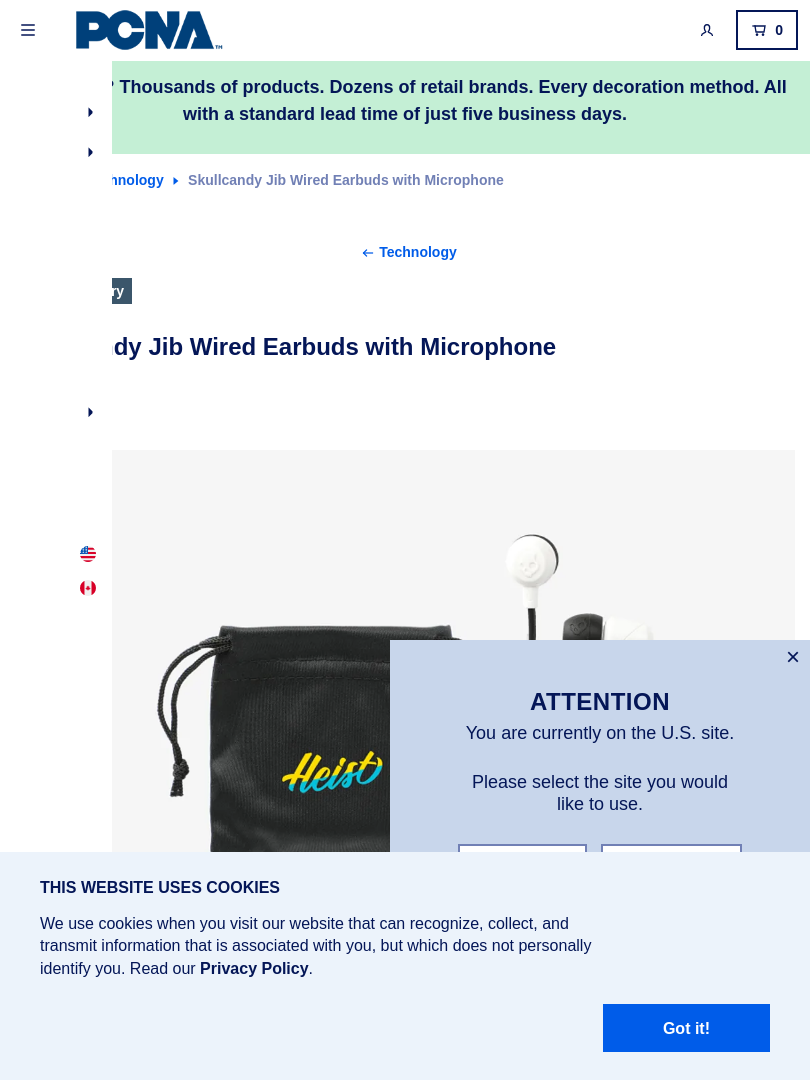 PCNA™
0
? Thousands of products. Dozens of retail brands. Every decoration method. All
with a standard lead time of just five business days.
Skullcandy Jib Wired Earbuds with Microphone
Technology
Jib Wired Earbuds with Microphone
Heist
ATTENTION
You are currently on the U.S. site.
Please select the site you would
like to use.
THIS WEBSITE USES COOKIES
We use cookies when you visit our website that can recognize, collect, and
transmit information that is associated with you, but which does not personally
identify you. Read our Privacy Policy.
Got it!